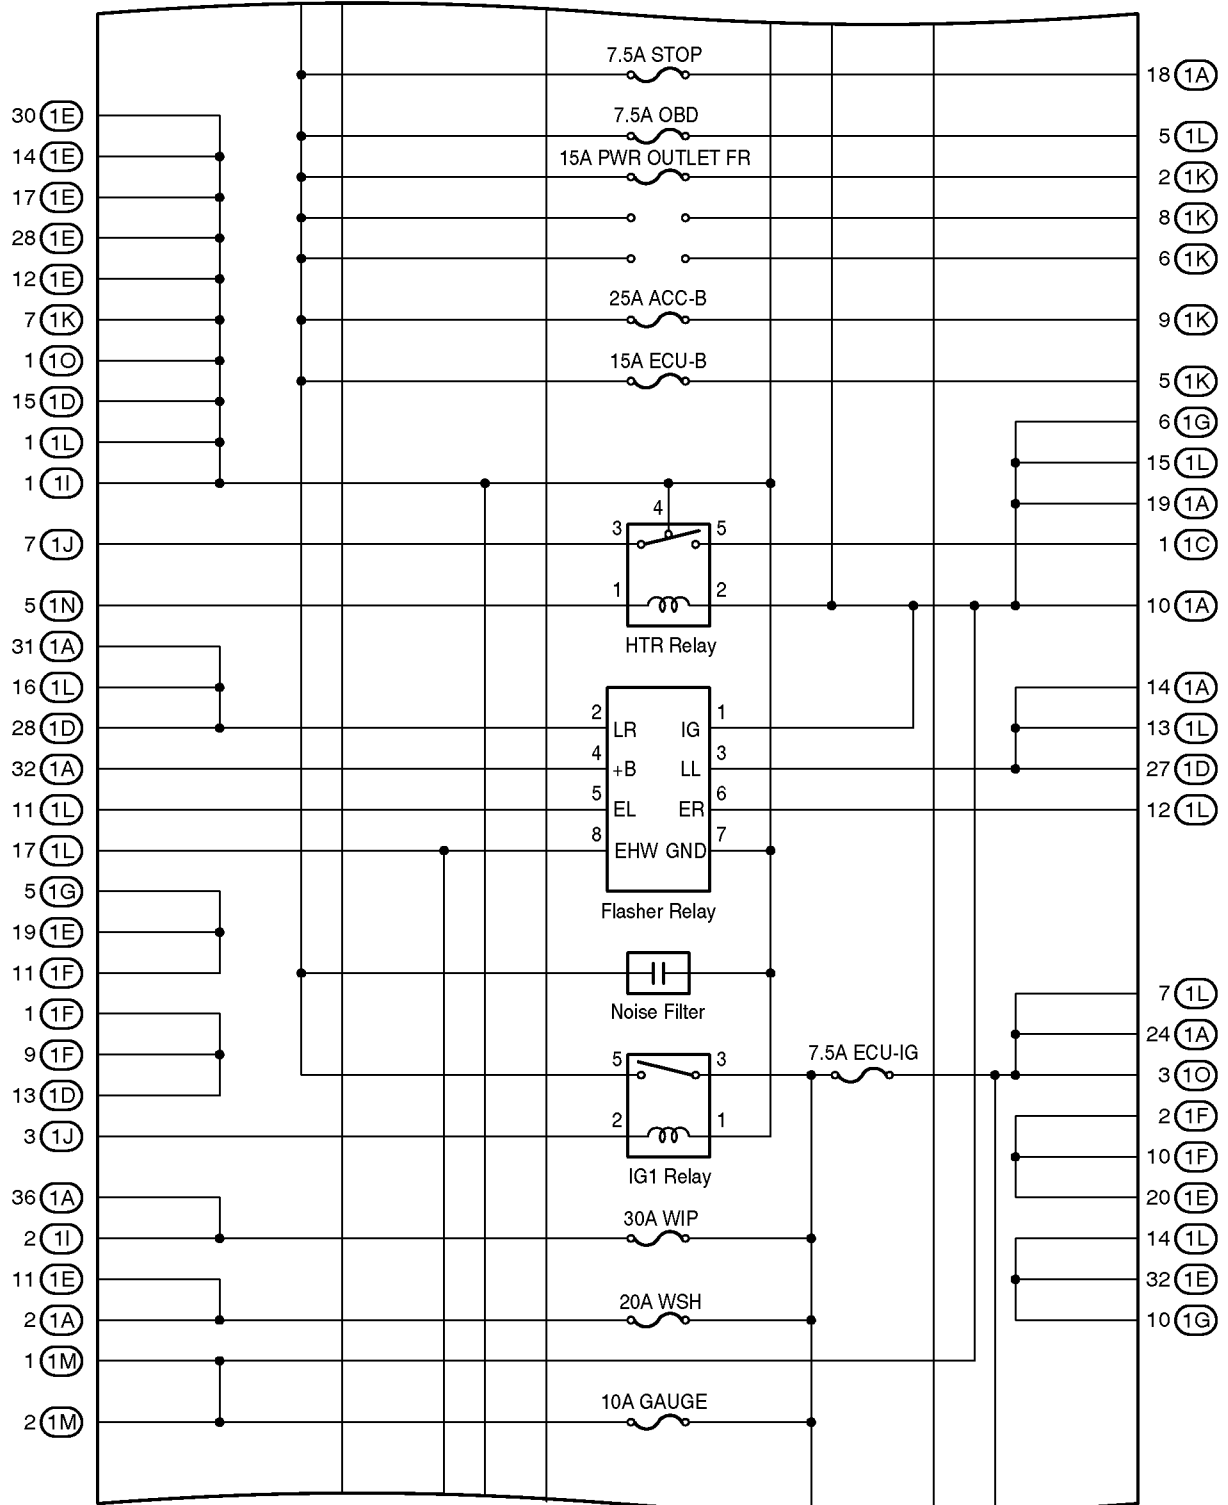 7.5A STOP
18 1A
30 1E
7.5A OBD
5 1L
14 1E
15A PWR OUTLET FR
2 1K
17 1E
8 1K
28 1E
6 1K
12 1E
25A ACC-B
7 1K
9 1K
1 1O
15A ECU-B
5 1K
15 1D
6 1G
1 1L
15 1L
1 1I
4
19 1A
3 5
7 1J
1 1C
1 2
5 1N
10 1A
HTR Relay
31 1A
16 1L
14 1A
2 1
28 1D
LR IG
13 1L
4 3
32 1A
+B LL
27 1D
5 6
11 1L
EL ER
12 1L
8 7
17 1L
EHW GND
5 1G
Flasher Relay
19 1E
11 1F
7 1L
Noise Filter
1 1F
24 1A
9 1F
5 3
7.5A ECU-IG
3 1O
13 1D
2 1F
2 1
3 1J
10 1F
IG1 Relay
36 1A
20 1E
30A WIP
2 1I
14 1L
11 1E
32 1E
20A WSH
2 1A
10 1G
1 1M
10A GAUGE
2 1M